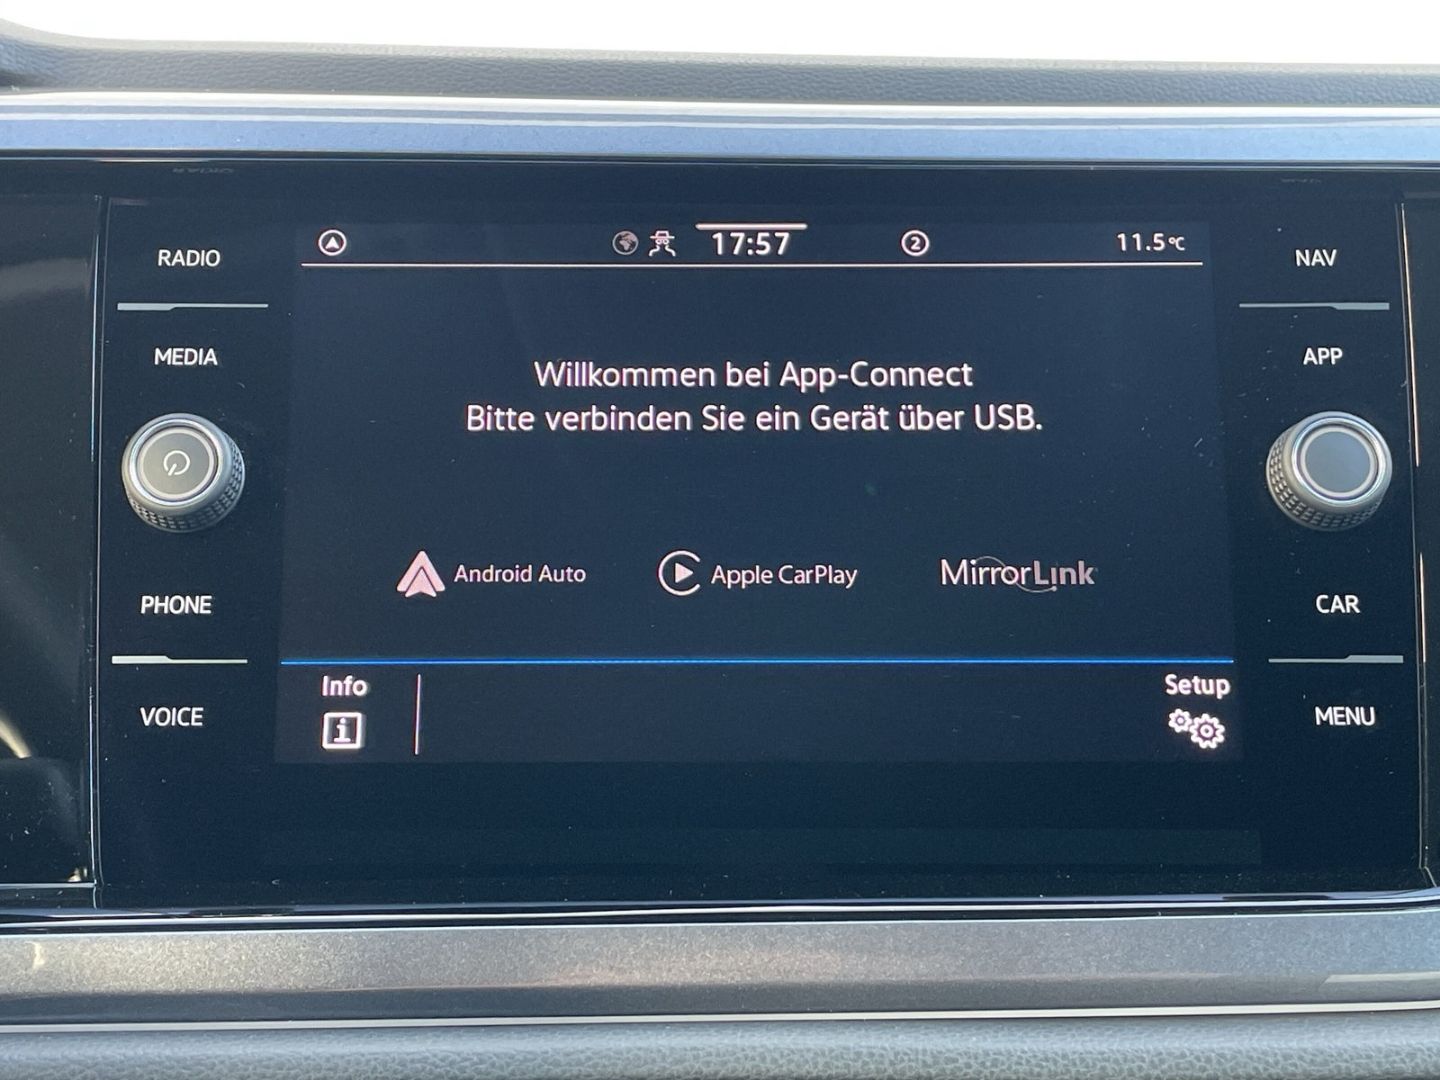 RADIO
MEDIA
PHONE
VOICE
17:57
2
11.5°C
Willkommen bei App-Connect
Bitte verbinden Sie ein Gerät über USB.
Android Auto
Apple CarPlay
MirrorLink
Info
i
Setup
NAV
APP
CAR
MENU